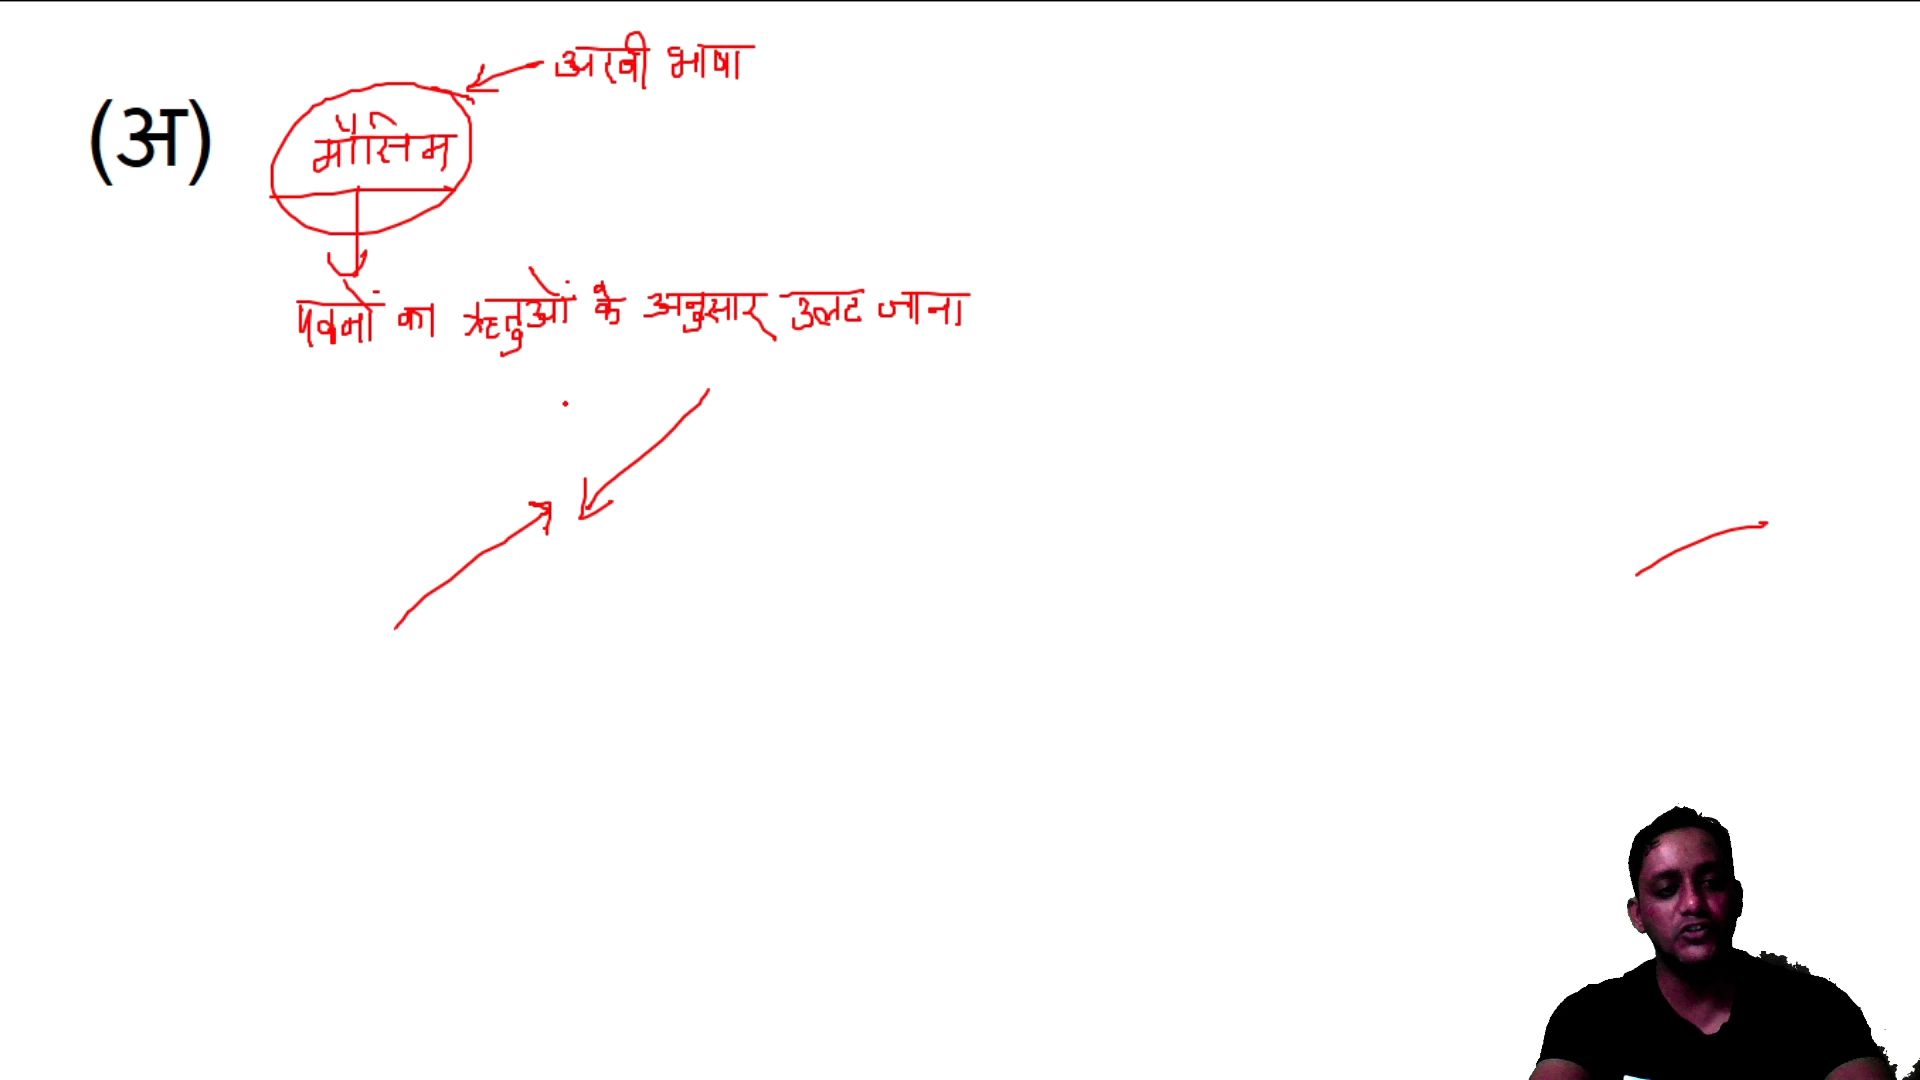 अरबी भाषा
(अ) मौसिम
पवनों का ऋतुओं के अनुसार उलट जाना